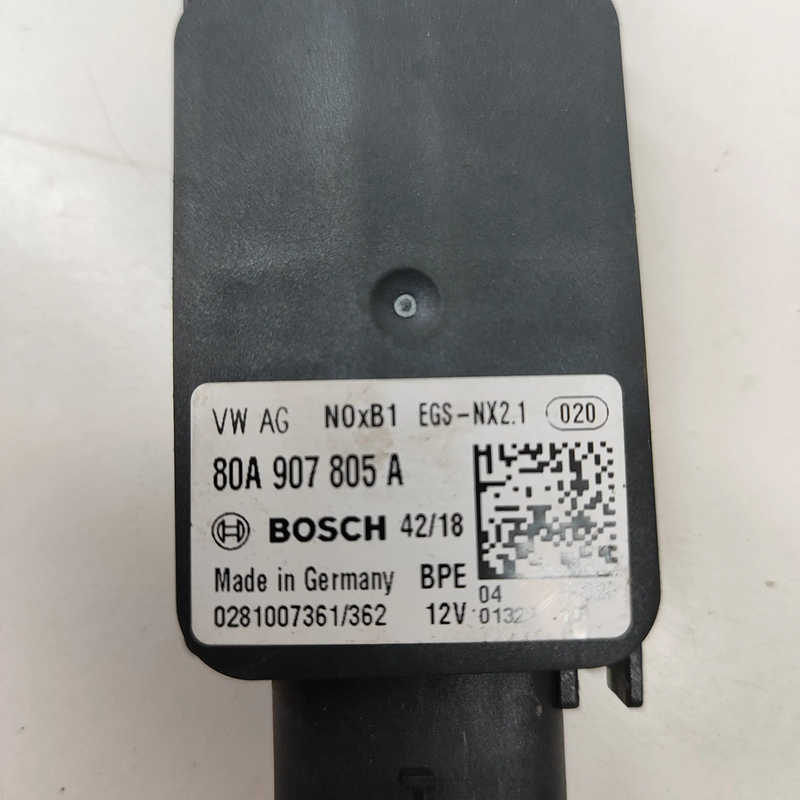 VW AG NOxB1 EGS-NX2.1 020
80A 907 805 A
BOSCH 42/18
Made in Germany BPE
04
0281007361/362 12V